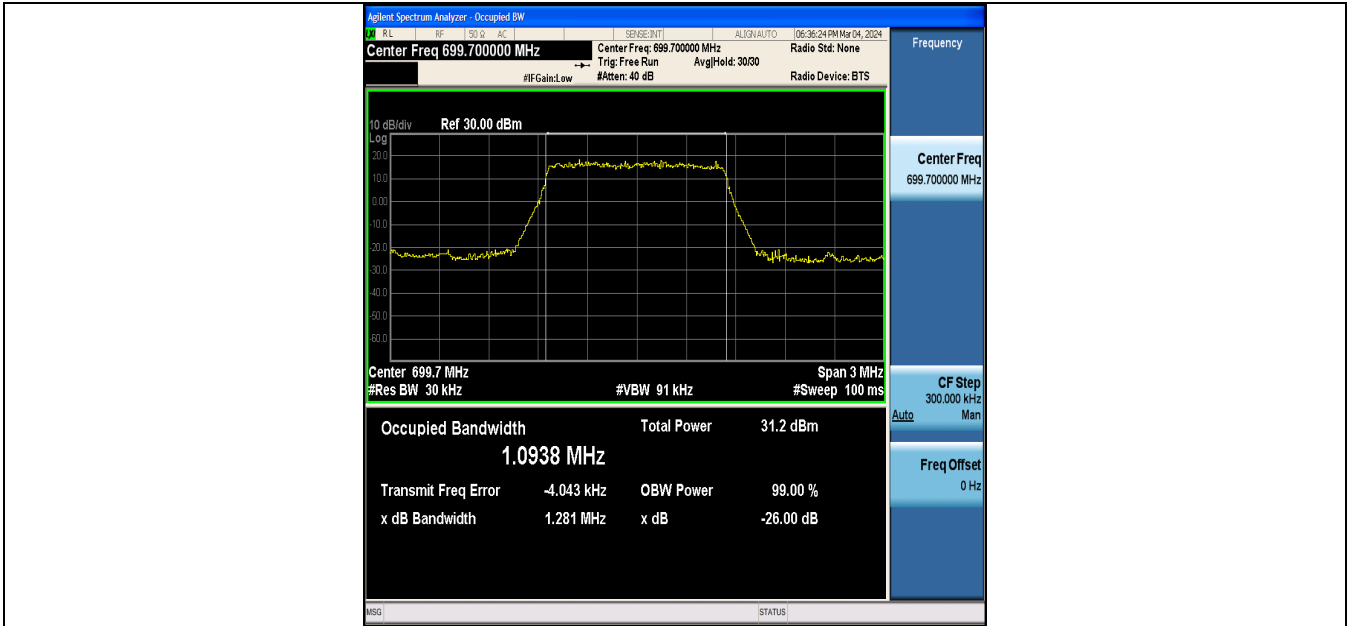 Agilent Spectrum Analyzer - Occupied BW
LXI RL RF 50 Ω AC SENSE:INT ALIGN AUTO 06:36:24 PM Mar 04, 2024
Center Freq 699.700000 MHz
Center Freq: 699.700000 MHz Radio Std: None
Trig: Free Run Avg|Hold: 30/30
#IFGain:Low #Atten: 40 dB Radio Device: BTS
10 dB/div Ref 30.00 dBm
Log
20.0
10.0
0.00
-10.0
-20.0
-30.0
-40.0
-50.0
-60.0
Center 699.7 MHz Span 3 MHz
#Res BW 30 kHz #VBW 91 kHz #Sweep 100 ms
Occupied Bandwidth Total Power 31.2 dBm
1.0938 MHz
Transmit Freq Error -4.043 kHz OBW Power 99.00 %
x dB Bandwidth 1.281 MHz x dB -26.00 dB
Frequency
Center Freq
699.700000 MHz
CF Step
300.000 kHz
Auto Man
Freq Offset
0 Hz
MSG STATUS